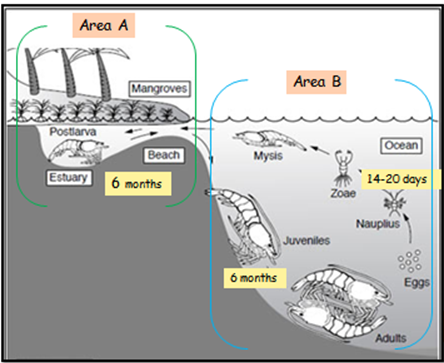 Area A
Area B
Mangroves
Postlarva
Ocean
Mysis
Beach
Estuary
6 months
14-20 days
Zoae
Nauplius
Juveniles
6 months
Eggs
Adults